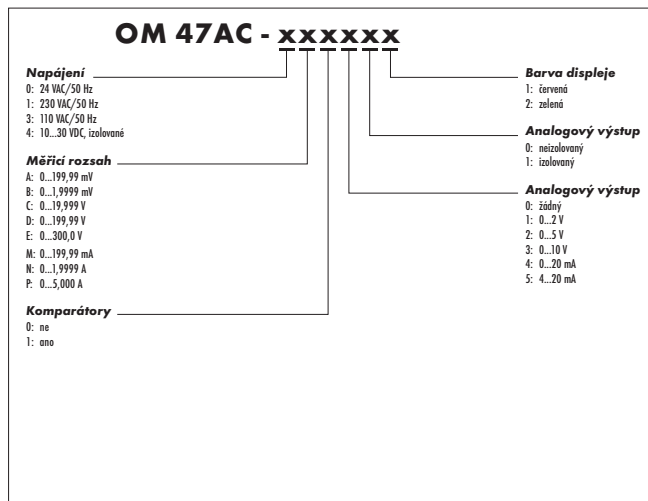 OM 47AC - xxxxxx
Napájení
0: 24 VAC/50 Hz
1: 230 VAC/50 Hz
3: 110 VAC/50 Hz
4: 10...30 VDC, izolované
Měřicí rozsah
A: 0...199,99 mV
B: 0...1,9999 mV
C: 0...19,999 V
D: 0...199,99 V
E: 0...300,0 V
M: 0...199,99 mA
N: 0...1,9999 A
P: 0...5,000 A
Komparátory
0: ne
1: ano
Barva displeje
1: červená
2: zelená
Analogový výstup
0: neizolovaný
1: izolovaný
Analogový výstup
0: žádný
1: 0...2 V
2: 0...5 V
3: 0...10 V
4: 0...20 mA
5: 4...20 mA